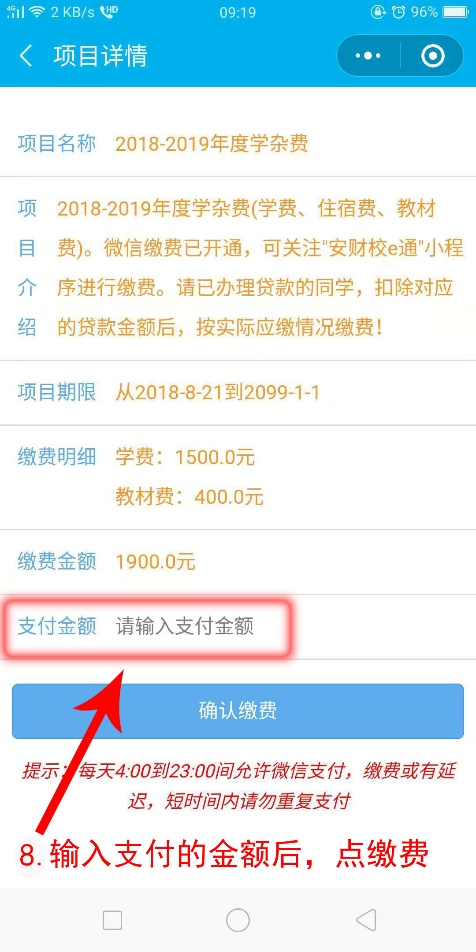 4G 2 KB/s HD 09:19 96%
项目详情
项目名称 2018-2019年度学杂费
项 2018-2019年度学杂费(学费、住宿费、教材
目 费)。微信缴费已开通，可关注"安财校e通"小程
介 序进行缴费。请已办理贷款的同学，扣除对应
绍 的贷款金额后，按实际应缴情况缴费！
项目期限 从2018-8-21到2099-1-1
缴费明细 学费：1500.0元
教材费：400.0元
缴费金额 1900.0元
支付金额 请输入支付金额
确认缴费
提示：每天4:00到23:00间允许微信支付，缴费或有延
迟，短时间内请勿重复支付
8. 输入支付的金额后，点缴费